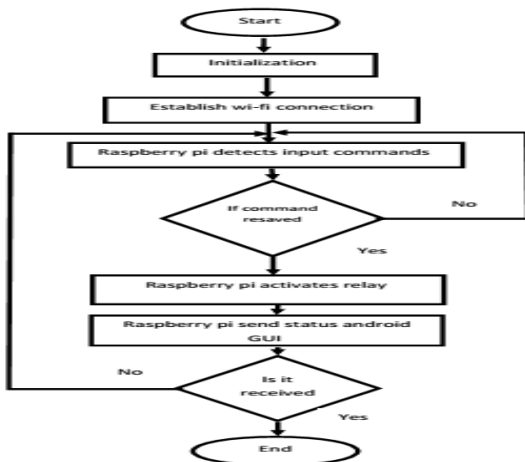 Start
Initialization
Establish wi-fi connection
Raspberry pi detects input commands
If command
resaved
No
Yes
Raspberry pi activates relay
Raspberry pi send status android
GUI
No
Is it
received
Yes
End